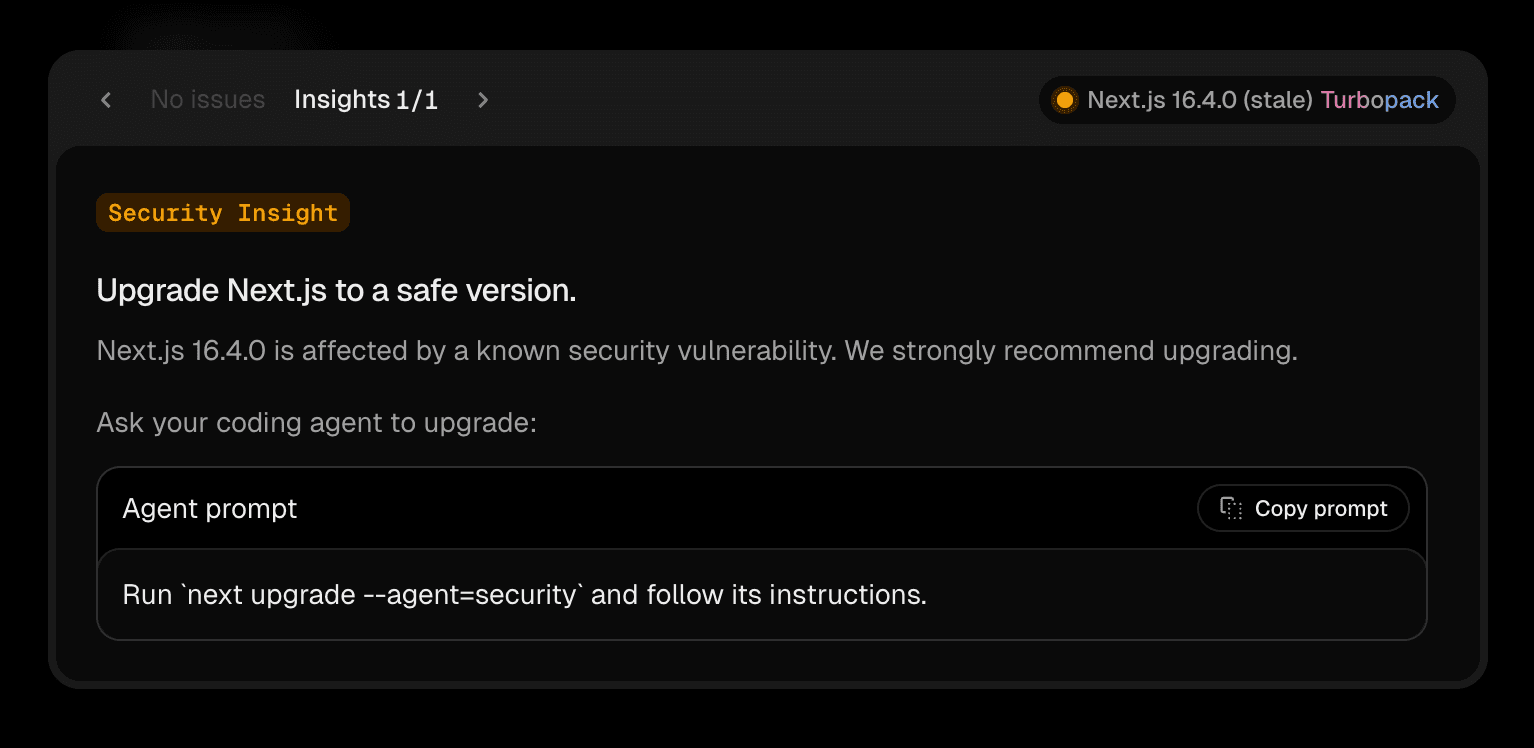 No issues Insights 1/1 Next.js 16.4.0 (stale) Turbopack
Security Insight
Upgrade Next.js to a safe version.
Next.js 16.4.0 is affected by a known security vulnerability. We strongly recommend upgrading.
Ask your coding agent to upgrade:
Agent prompt Copy prompt
Run `next upgrade --agent=security` and follow its instructions.